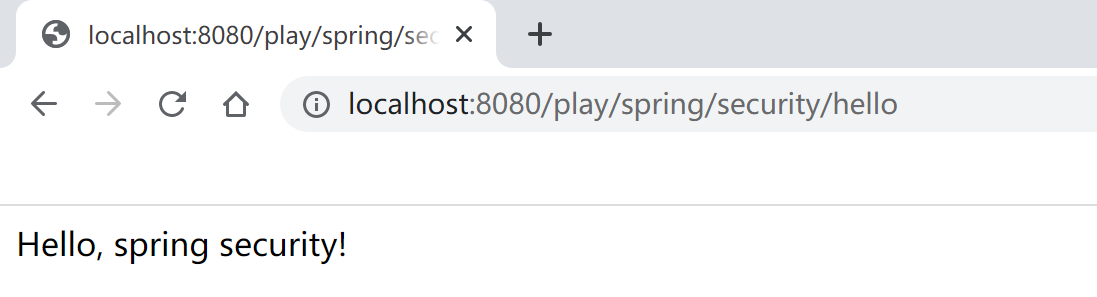 localhost:8080/play/spring/sec
localhost:8080/play/spring/security/hello
Hello, spring security!